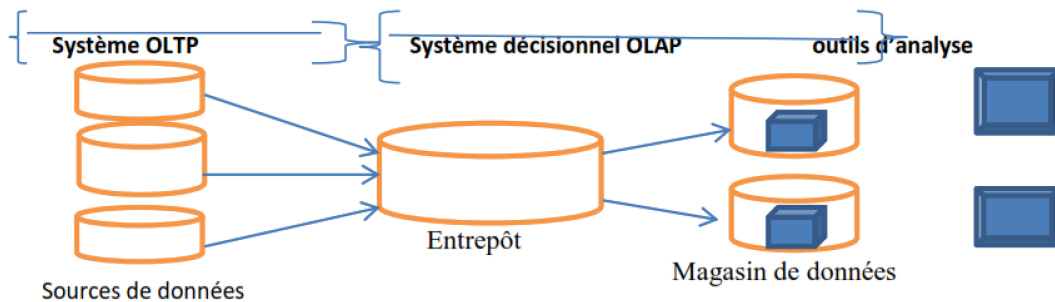 Système OLTP
Système décisionnel OLAP
outils d'analyse
Entrepôt
Magasin de données
Sources de données